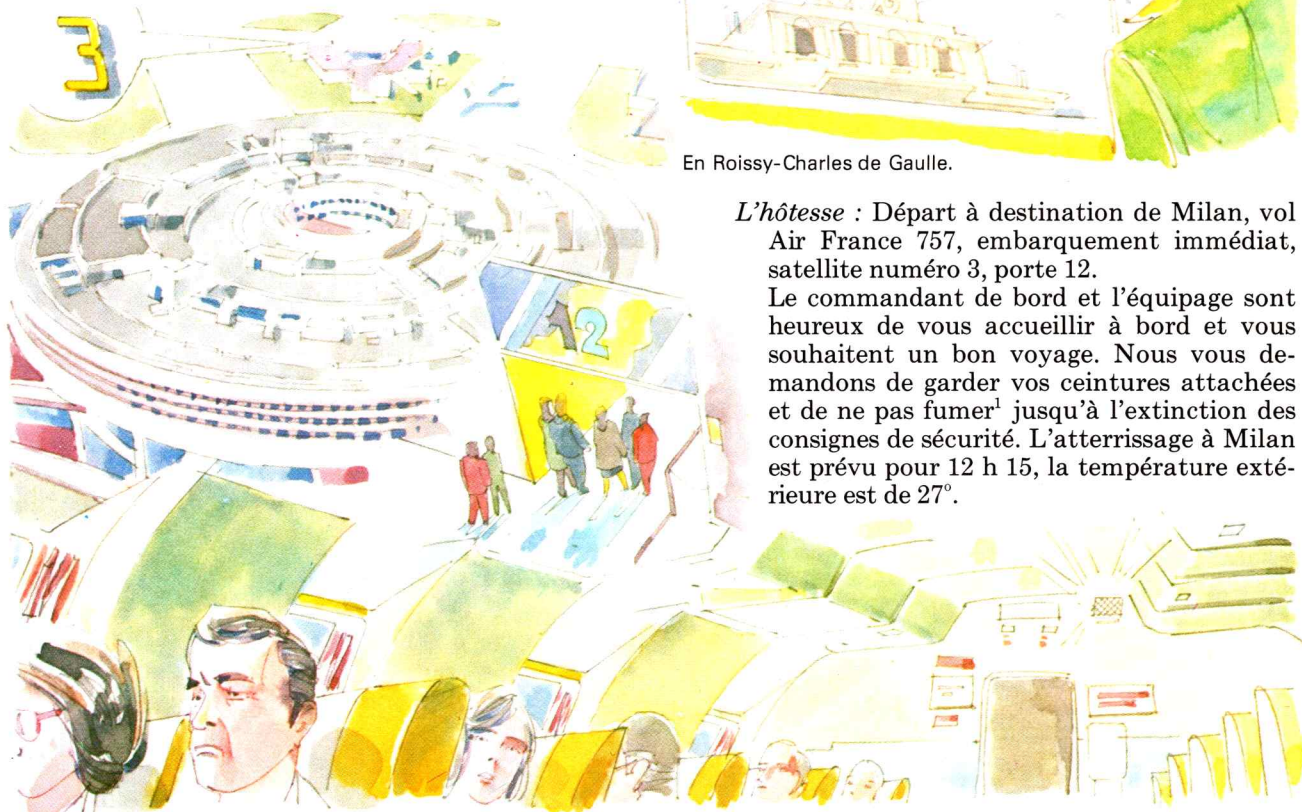 3
En Roissy-Charles de Gaulle.
L'hôtesse : Départ à destination de Milan, vol
Air France 757, embarquement immédiat,
satellite numéro 3, porte 12.
Le commandant de bord et l'équipage sont
heureux de vous accueillir à bord et vous
souhaitent un bon voyage. Nous vous de-
mandons de garder vos ceintures attachées
et de ne pas fumer¹ jusqu'à l'extinction des
consignes de sécurité. L'atterrissage à Milan
est prévu pour 12 h 15, la température exté-
rieure est de 27°.
12